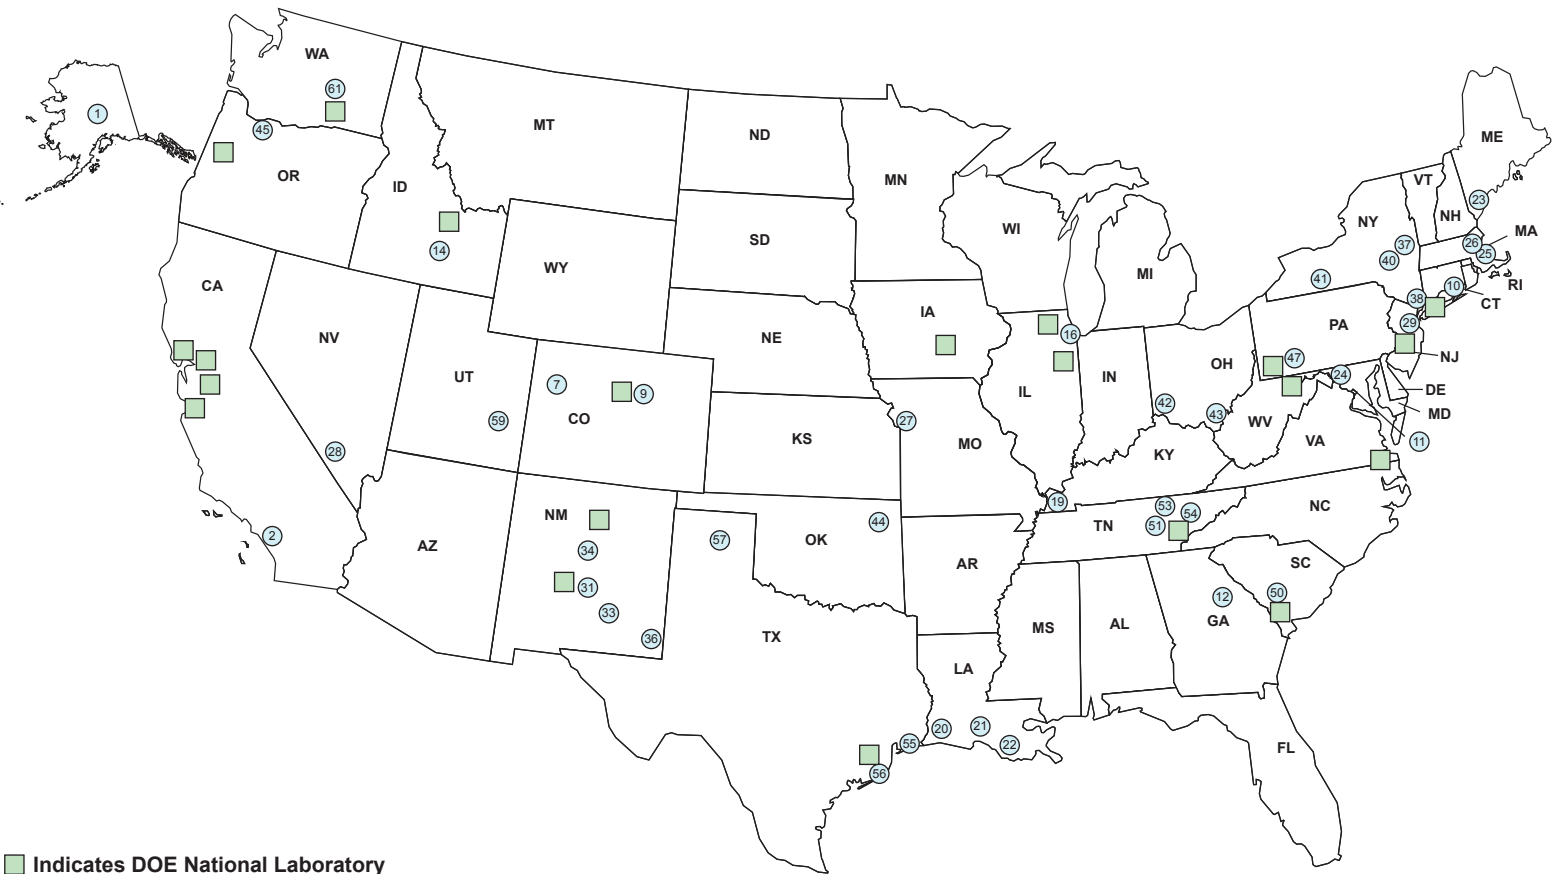 WA
61
1
45
MT
ND
ME
OR
ID
MN
VT
23
NH
NY
MA
WI
SD
37
26
25
40
14
MI
WY
41
10
RI
CA
38
CT
IA
29
PA
16
NV
NE
47
NJ
OH
24
UT
IN
7
DE
9
IL
42
MD
CO
43
59
27
WV
11
KS
MO
VA
28
KY
19
53
NM
54
NC
44
TN
51
2
57
OK
AZ
34
SC
AR
31
50
12
33
GA
MS
AL
36
TX
LA
20
21
55
22
FL
56
Indicates DOE National Laboratory